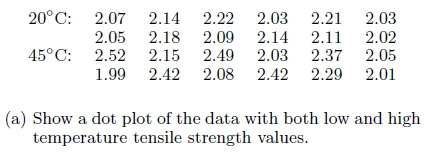 20°C: 2.07 2.14 2.22 2.03 2.21 2.03
2.05 2.18 2.09 2.14 2.11 2.02
45°C: 2.52 2.15 2.49 2.03 2.37 2.05
1.99 2.42 2.08 2.42 2.29 2.01
(a) Show a dot plot of the data with both low and high
temperature tensile strength values.